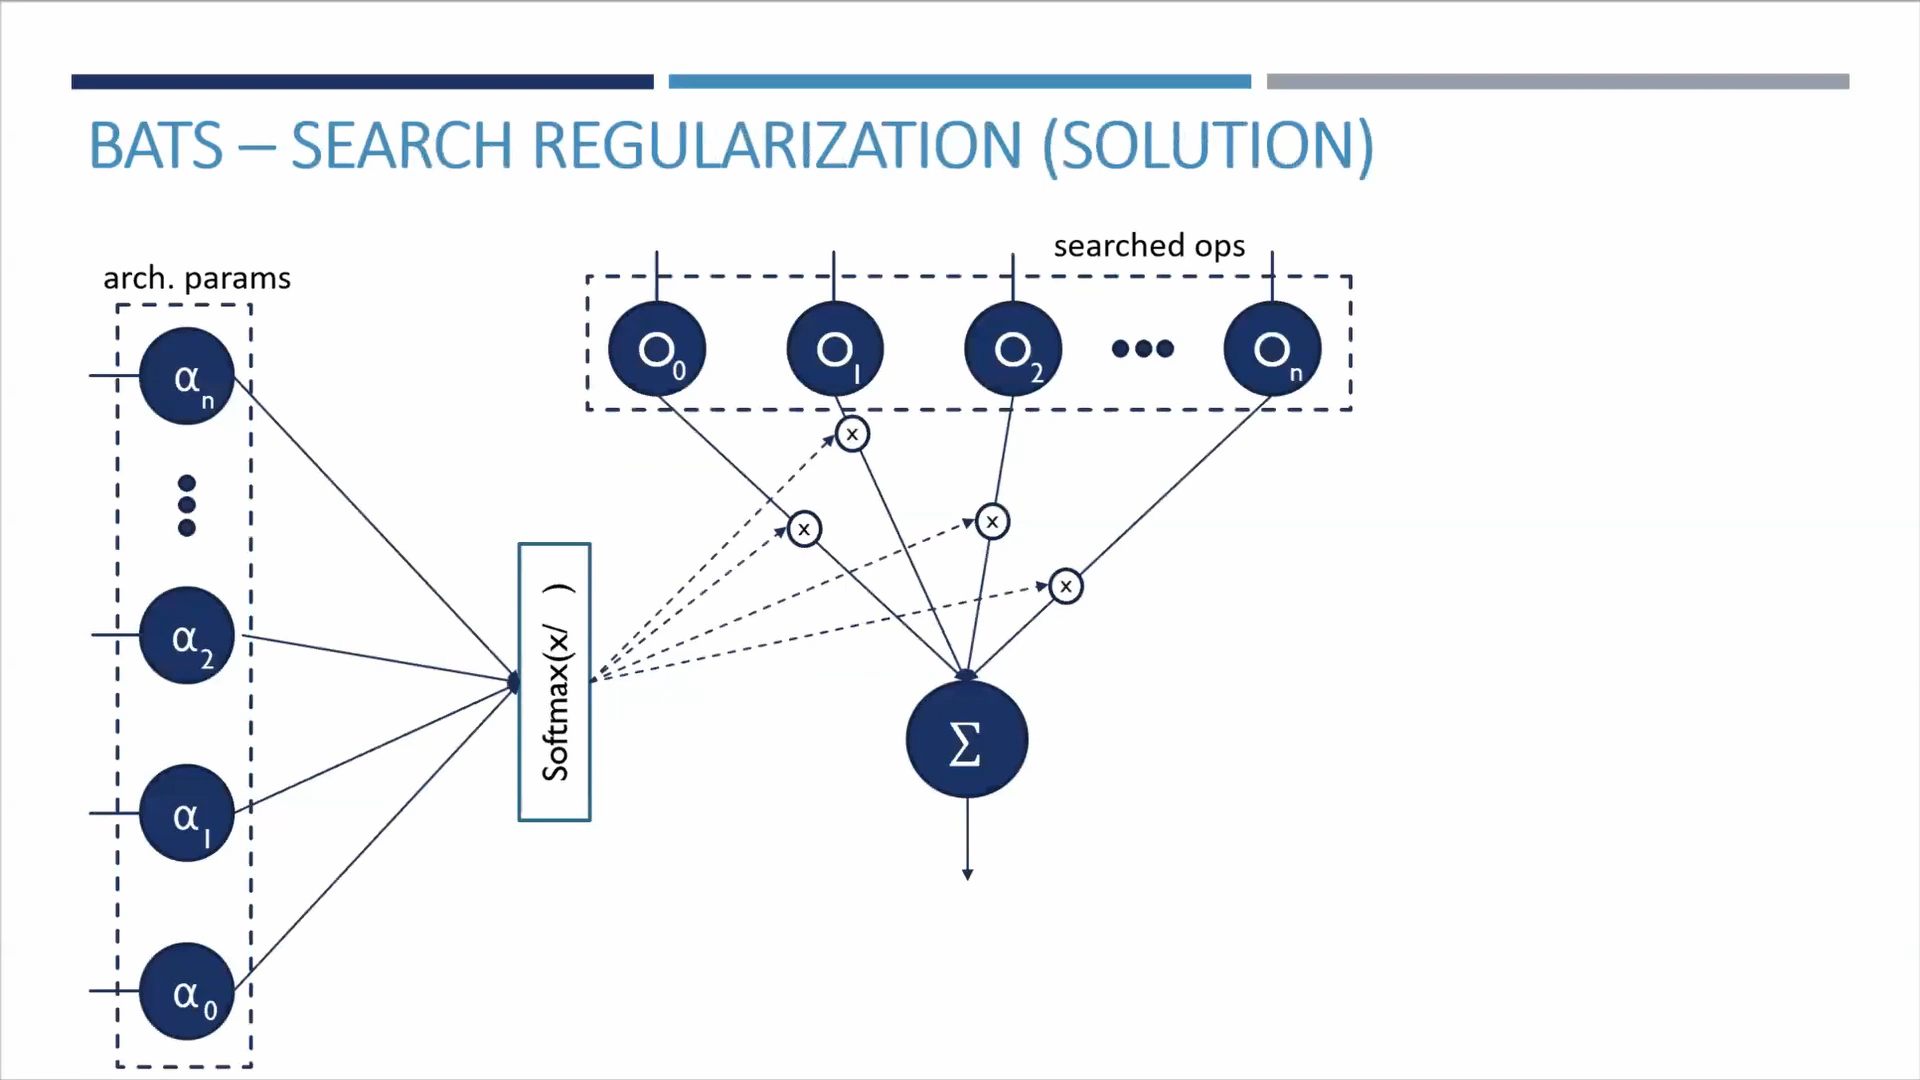 BATS – SEARCH REGULARIZATION (SOLUTION)
searched ops
arch. params
O0
O1
O2
On
αn
x
x
x
x
Softmax(x/ )
α2
Σ
α1
α0